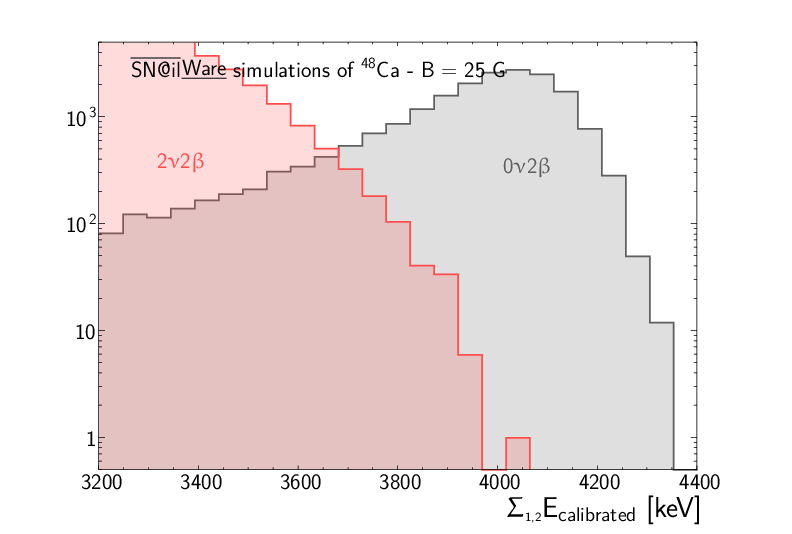 SN@ilWare simulations of ⁴⁸Ca - B = 25 G
10³
2ν2β
0ν2β
10²
10
1
3200 3400 3600 3800 4000 4200 4400
Σ₁,₂E_calibrated [keV]